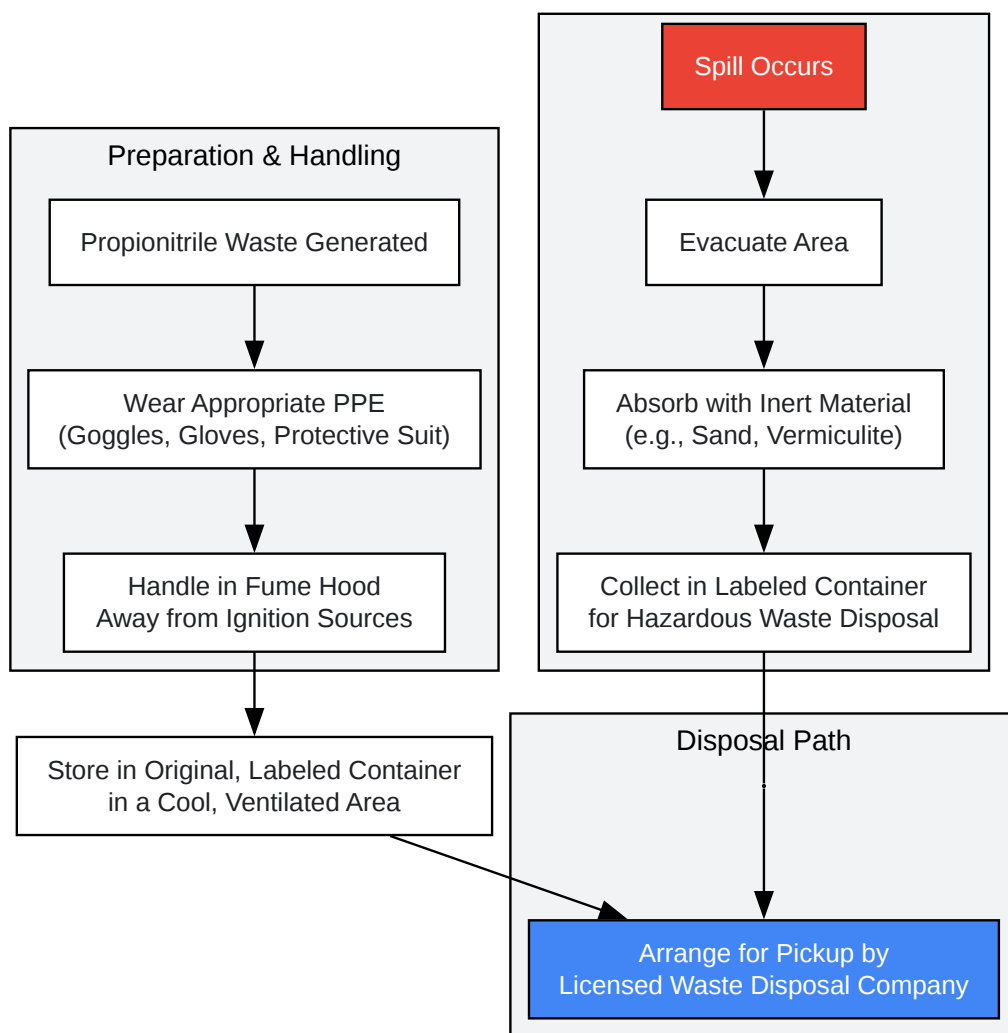 Preparation & Handling
Propionitrile Waste Generated
Wear Appropriate PPE
(Goggles, Gloves, Protective Suit)
Handle in Fume Hood
Away from Ignition Sources
Store in Original, Labeled Container
in a Cool, Ventilated Area
Spill Occurs
Evacuate Area
Absorb with Inert Material
(e.g., Sand, Vermiculite)
Collect in Labeled Container
for Hazardous Waste Disposal
Disposal Path
Arrange for Pickup by
Licensed Waste Disposal Company